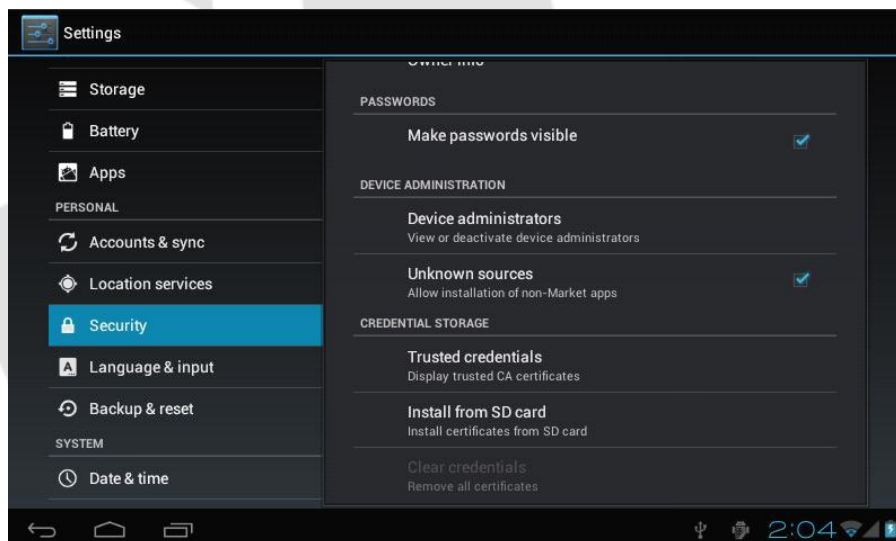 Settings
Storage
Battery
Apps
PERSONAL
Accounts & sync
Location services
Security
Language & input
Backup & reset
SYSTEM
Date & time
Owner info
PASSWORDS
Make passwords visible
DEVICE ADMINISTRATION
Device administrators
View or deactivate device administrators
Unknown sources
Allow installation of non-Market apps
CREDENTIAL STORAGE
Trusted credentials
Display trusted CA certificates
Install from SD card
Install certificates from SD card
Clear credentials
Remove all certificates
2:04